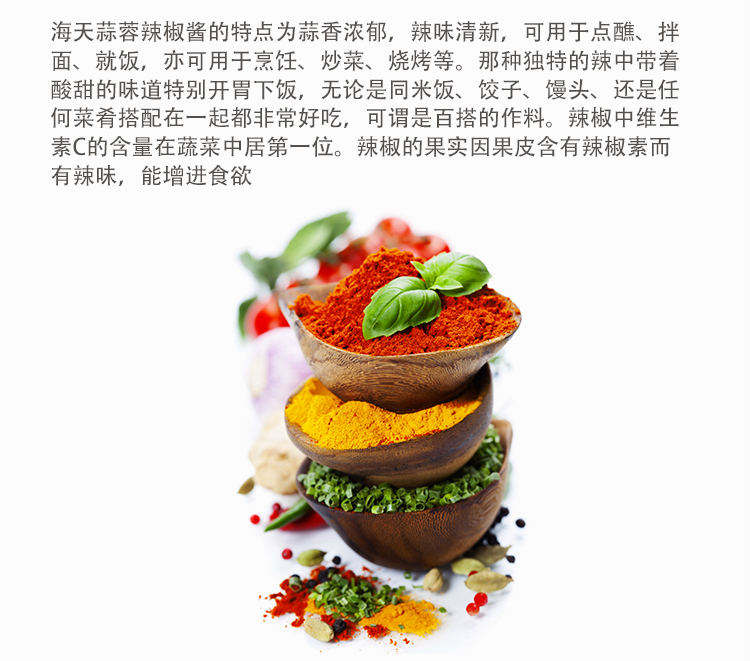 海天蒜蓉辣椒酱的特点为蒜香浓郁，辣味清新，可用于点蘸、拌
面、就饭，亦可用于烹饪、炒菜、烧烤等。那种独特的辣中带着
酸甜的味道特别开胃下饭，无论是同米饭、饺子、馒头、还是任
何菜肴搭配在一起都非常好吃，可谓是百搭的作料。辣椒中维生
素C的含量在蔬菜中居第一位。辣椒的果实因果皮含有辣椒素而
有辣味，能增进食欲